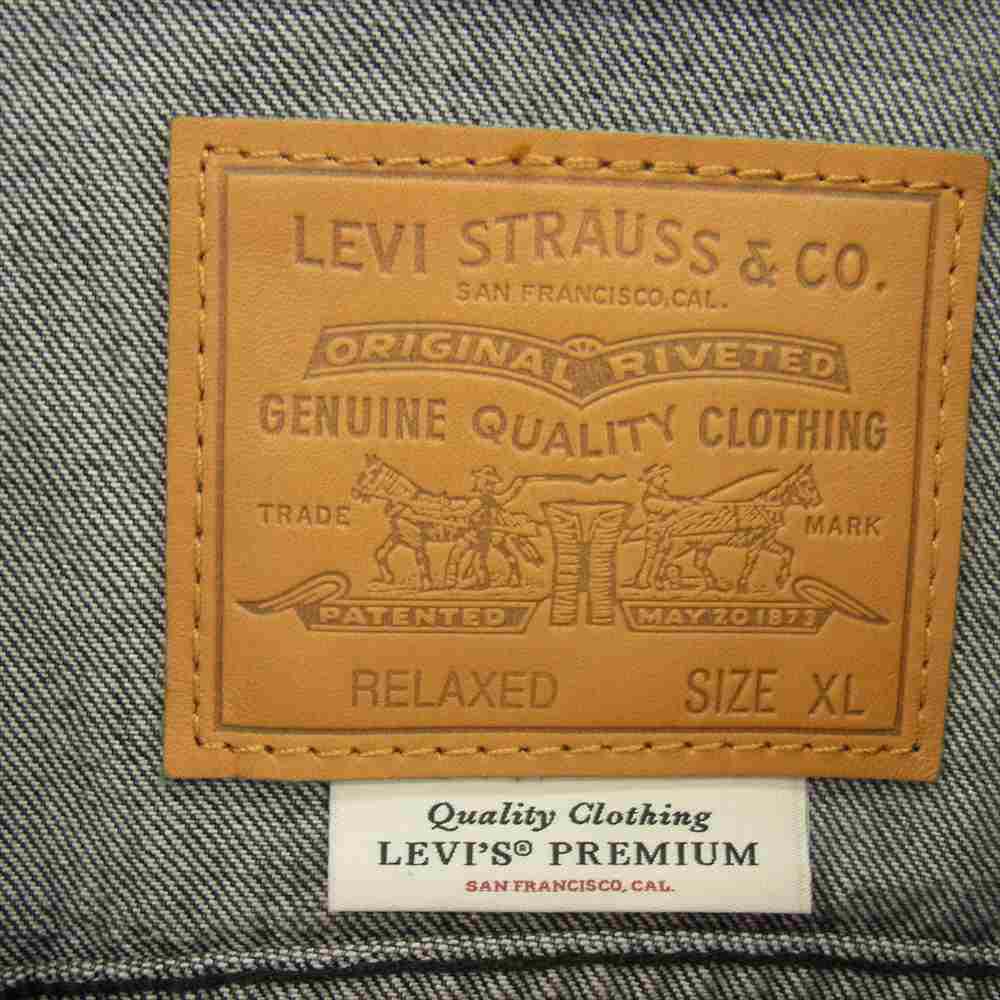 LEVI STRAUSS & CO.
SAN FRANCISCO, CAL.
ORIGINAL RIVETED
GENUINE QUALITY CLOTHING
TRADE MARK
PATENTED MAY 20 1873
RELAXED SIZE XL
Quality Clothing
LEVI'S® PREMIUM
SAN FRANCISCO, CAL.